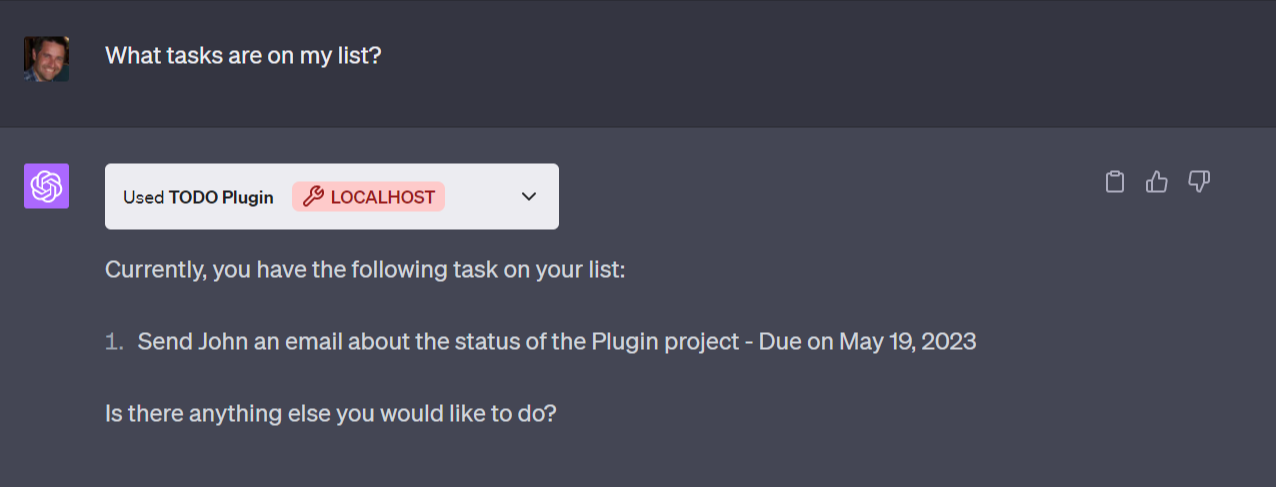 What tasks are on my list?
Used TODO Plugin LOCALHOST
Currently, you have the following task on your list:
1. Send John an email about the status of the Plugin project - Due on May 19, 2023
Is there anything else you would like to do?